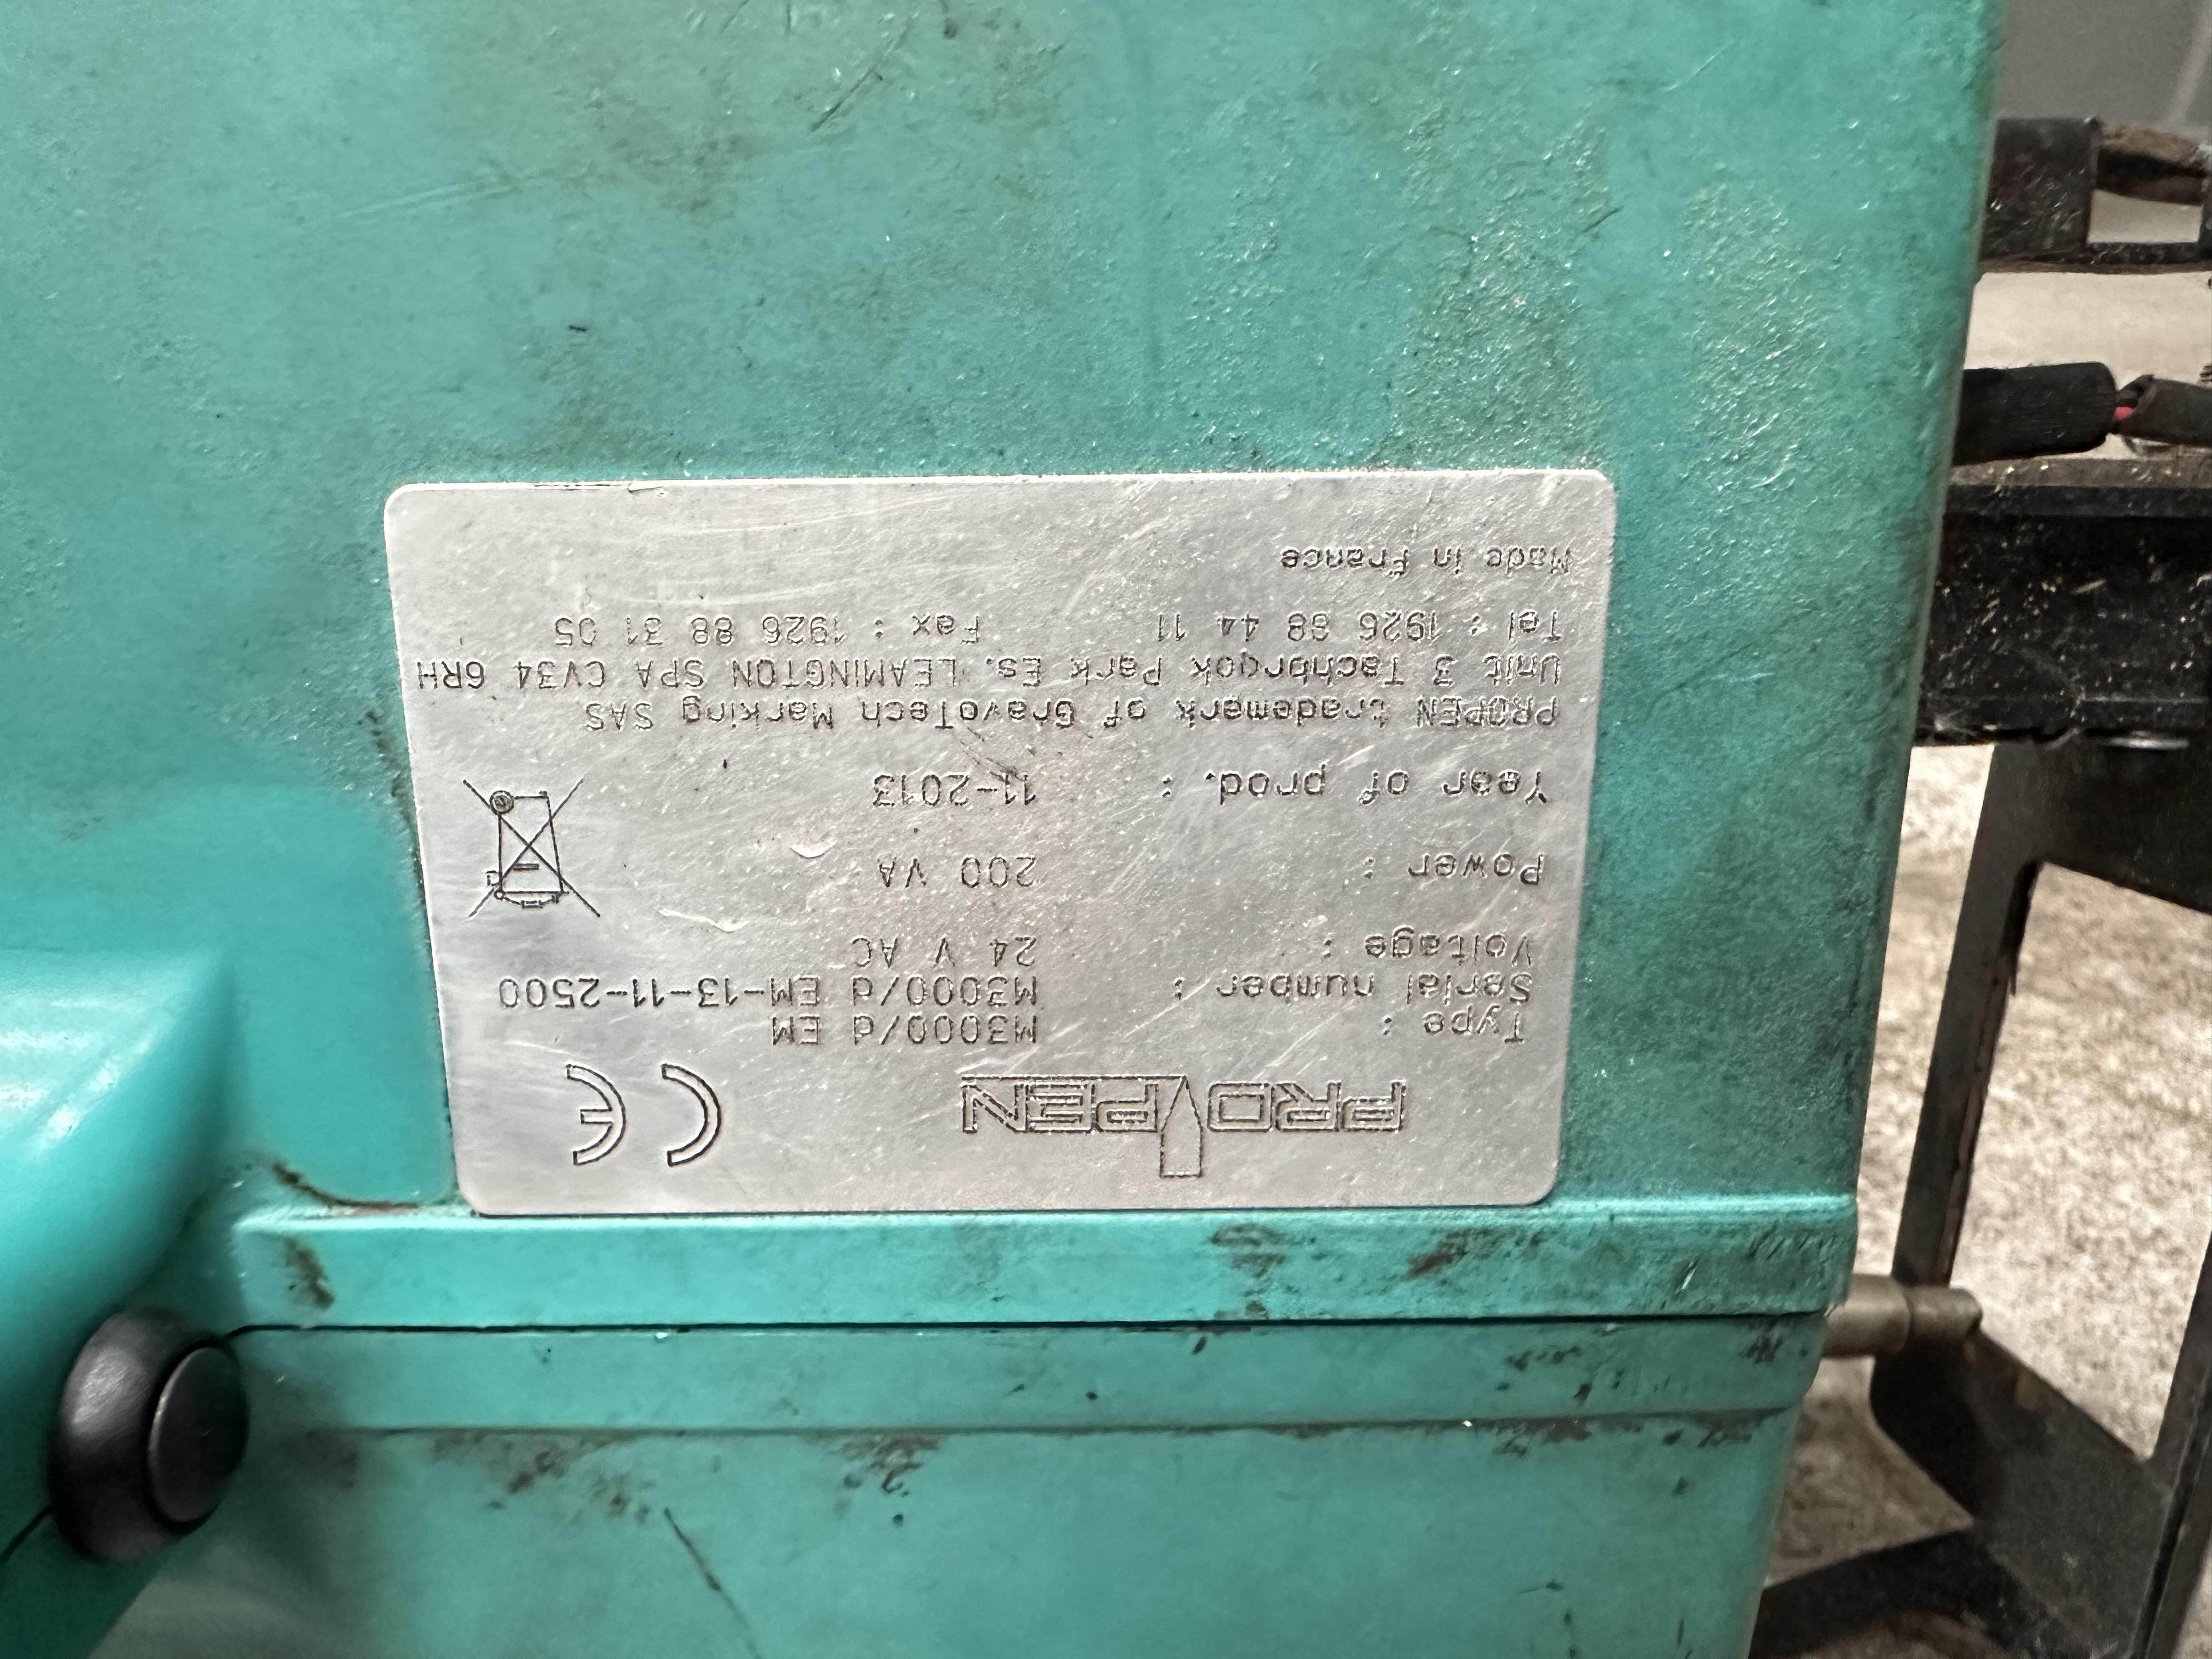 PROPEN CE
Type : M3000/d EM
Serial number : M3000/d EM-13-11-2500
Voltage : 24 V AC
Power : 200 VA
Year of prod. : 11-2013
PROPEN trademark of GravoTech Marking SAS
Unit 3 Tachbrook Park Es. LEAMINGTON SPA CV34 6RH
Tel : 1926 88 44 11 Fax : 1926 88 31 05
Made in France